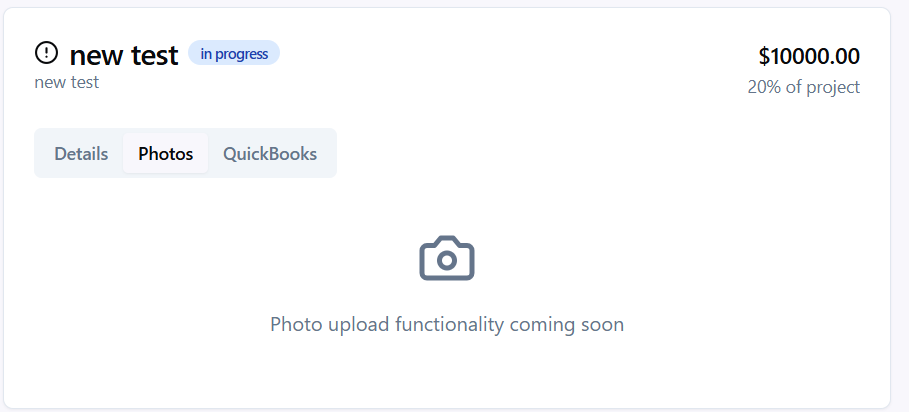 new test in progress
$10000.00
new test
20% of project
Details Photos QuickBooks
Photo upload functionality coming soon